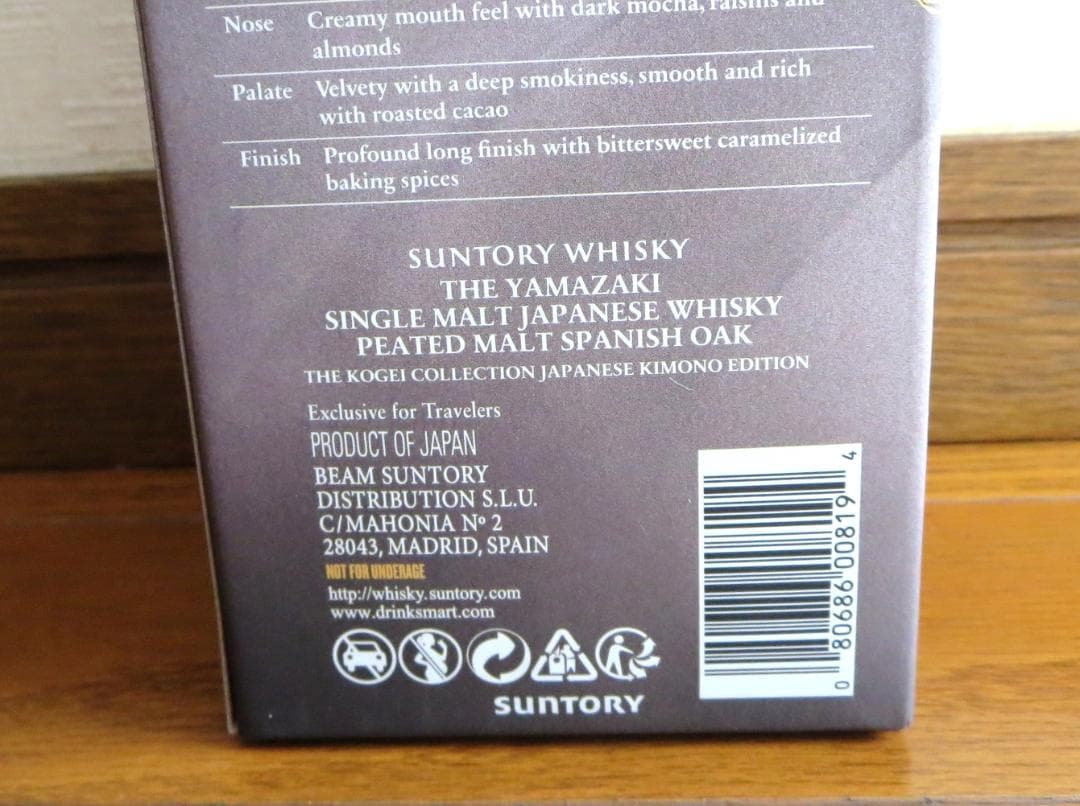 Nose Creamy mouth feel with dark mocha, raisins and
almonds
Palate Velvety with a deep smokiness, smooth and rich
with roasted cacao
Finish Profound long finish with bittersweet caramelized
baking spices
SUNTORY WHISKY
THE YAMAZAKI
SINGLE MALT JAPANESE WHISKY
PEATED MALT SPANISH OAK
THE KOGEI COLLECTION JAPANESE KIMONO EDITION
Exclusive for Travelers
PRODUCT OF JAPAN
BEAM SUNTORY
DISTRIBUTION S.L.U.
C/MAHONIA Nº 2
28043, MADRID, SPAIN
NOT FOR UNDERAGE
http://whisky.suntory.com
www.drinksmart.com
SUNTORY
0 80686 00819 4